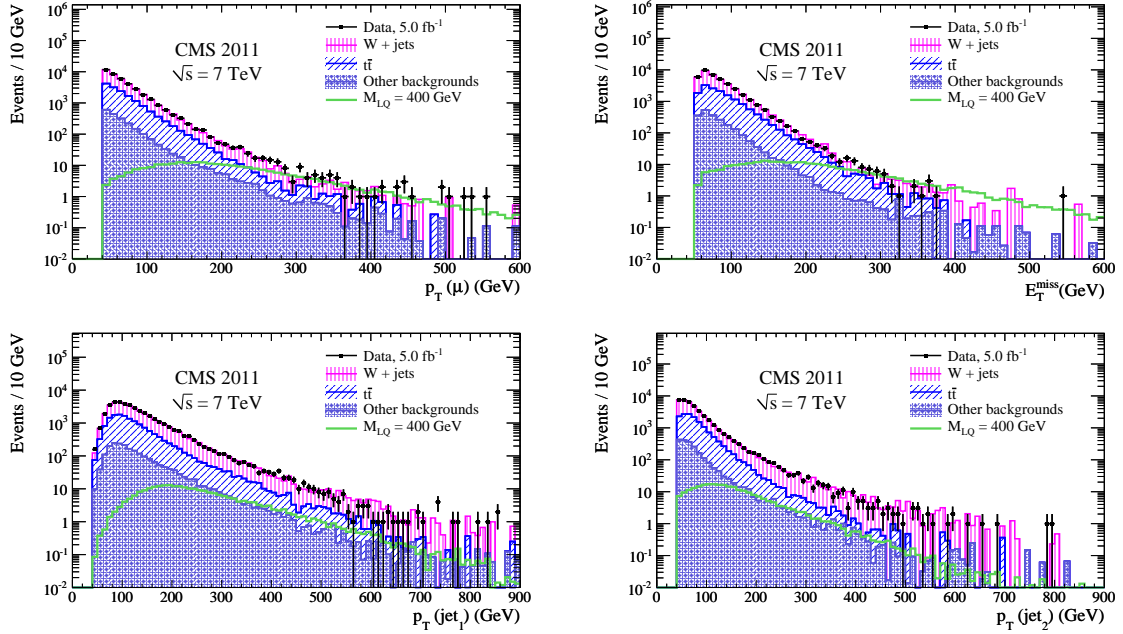 Events / 10 GeV
10⁶
10⁵
10⁴
10³
10²
10
1
10⁻¹
10⁻²
CMS 2011
√s = 7 TeV
Data, 5.0 fb⁻¹
W + jets
tt̄
Other backgrounds
M_LQ = 400 GeV
0 100 200 300 400 500 600
p_T (μ) (GeV)
Events / 10 GeV
10⁶
10⁵
10⁴
10³
10²
10
1
10⁻¹
10⁻²
CMS 2011
√s = 7 TeV
Data, 5.0 fb⁻¹
W + jets
tt̄
Other backgrounds
M_LQ = 400 GeV
0 100 200 300 400 500 600
E_T^miss (GeV)
Events / 10 GeV
10⁵
10⁴
10³
10²
10
1
10⁻¹
10⁻²
CMS 2011
√s = 7 TeV
Data, 5.0 fb⁻¹
W + jets
tt̄
Other backgrounds
M_LQ = 400 GeV
0 100 200 300 400 500 600 700 800 900
p_T (jet₁) (GeV)
Events / 10 GeV
10⁵
10⁴
10³
10²
10
1
10⁻¹
10⁻²
CMS 2011
√s = 7 TeV
Data, 5.0 fb⁻¹
W + jets
tt̄
Other backgrounds
M_LQ = 400 GeV
0 100 200 300 400 500 600 700 800 900
p_T (jet₂) (GeV)